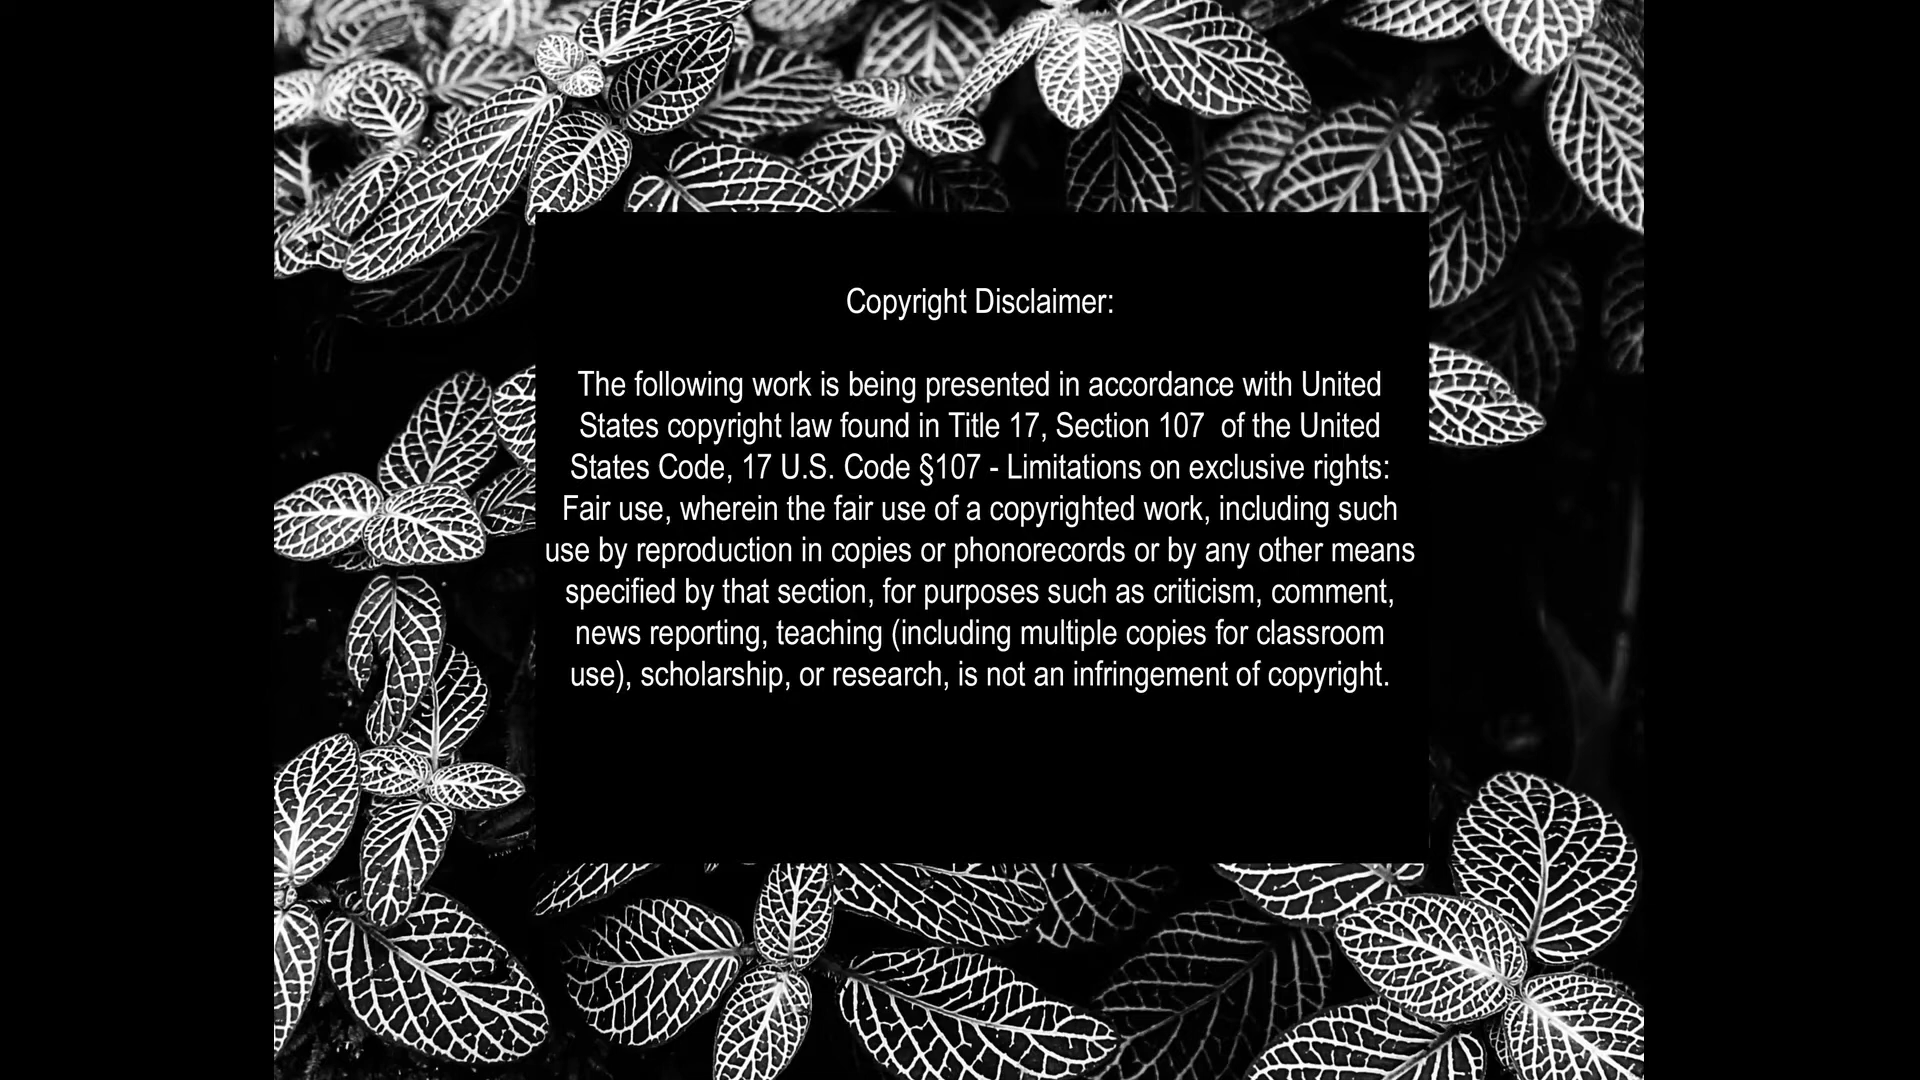 Copyright Disclaimer:
The following work is being presented in accordance with United
States copyright law found in Title 17, Section 107  of the United
States Code, 17 U.S. Code §107 - Limitations on exclusive rights:
Fair use, wherein the fair use of a copyrighted work, including such
use by reproduction in copies or phonorecords or by any other means
specified by that section, for purposes such as criticism, comment,
news reporting, teaching (including multiple copies for classroom
use), scholarship, or research, is not an infringement of copyright.